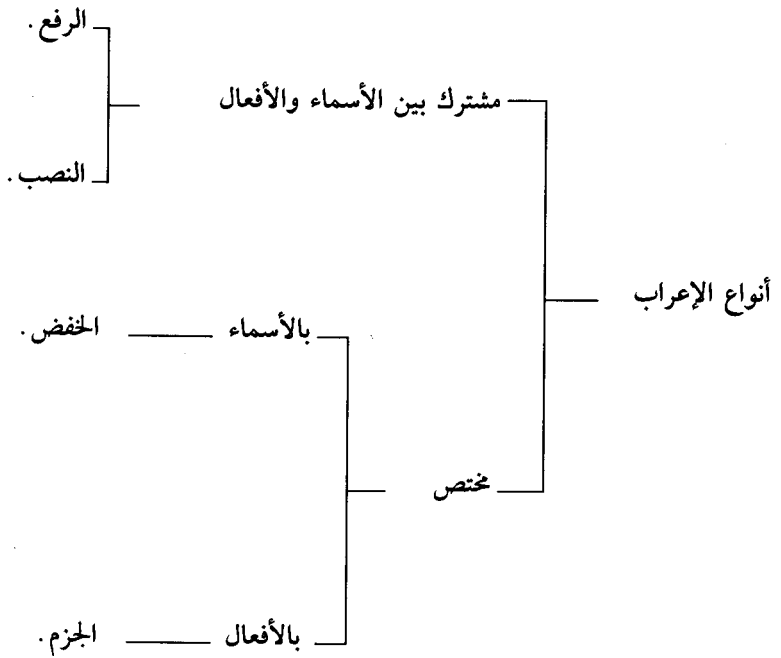 الرفع.
مشترك بين الأسماء والأفعال
النصب.
أنواع الإعراب
بالأسماء الخفض.
مختص
بالأفعال الجزم.